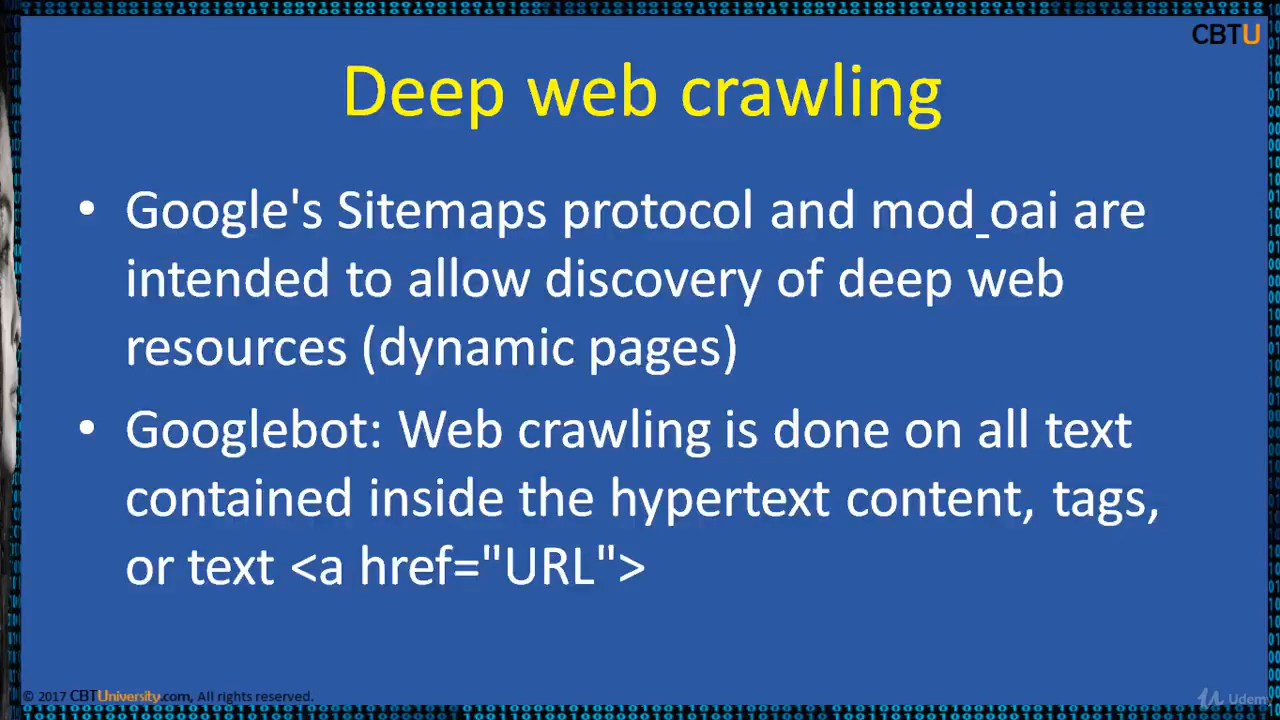 CBTU
Deep web crawling
• Google's Sitemaps protocol and mod_oai are
intended to allow discovery of deep web
resources (dynamic pages)
• Googlebot: Web crawling is done on all text
contained inside the hypertext content, tags,
or text <a href="URL">
© 2017 CBTUniversity.com, All rights reserved.
Udemy